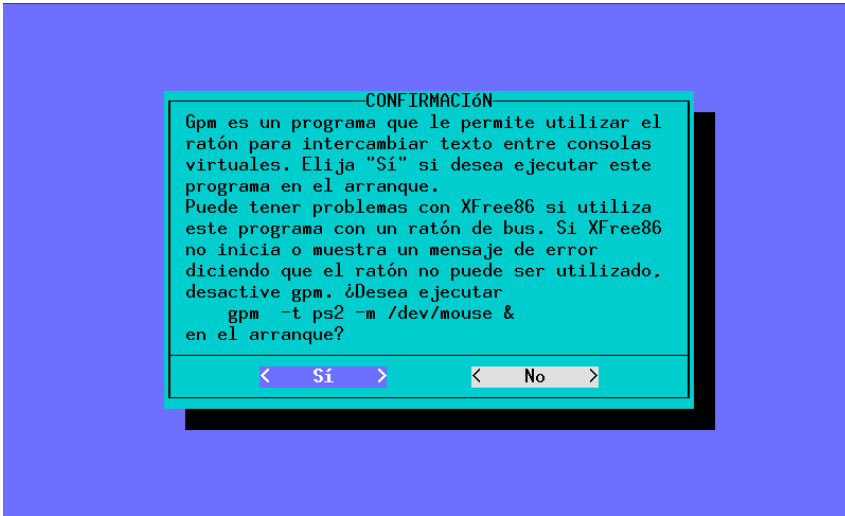 CONFIRMACIóN
Gpm es un programa que le permite utilizar el
ratón para intercambiar texto entre consolas
virtuales. Elija "Sí" si desea ejecutar este
programa en el arranque.
Puede tener problemas con XFree86 si utiliza
este programa con un ratón de bus. Si XFree86
no inicia o muestra un mensaje de error
diciendo que el ratón no puede ser utilizado,
desactive gpm. ¿Desea ejecutar
gpm  -t ps2 -m /dev/mouse &
en el arranque?
< Sí > < No >